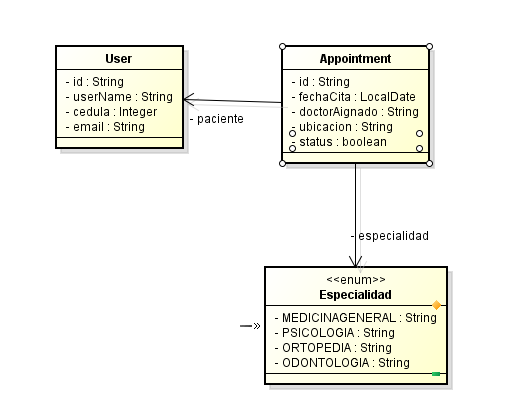 User
- id : String
- userName : String
- cedula : Integer
- email : String
Appointment
- id : String
- fechaCita : LocalDate
- doctorAignado : String
- ubicacion : String
- status : boolean
- paciente
- especialidad
<<enum>>
Especialidad
- MEDICINAGENERAL : String
- PSICOLOGIA : String
- ORTOPEDIA : String
- ODONTOLOGIA : String